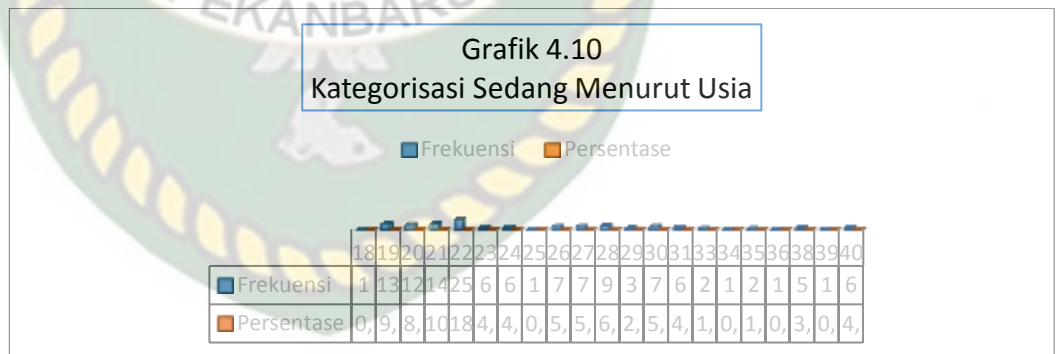 PEKANBARU
Grafik 4.10
Kategorisasi Sedang Menurut Usia
Frekuensi Persentase
18 19 20 21 22 23 24 25 26 27 28 29 30 31 33 34 35 36 38 39 40
Frekuensi 1 13 12 14 25 6 6 1 7 7 9 3 7 6 2 1 2 1 5 1 6
Persentase 0, 9, 8, 10 18 4, 4, 0, 5, 5, 6, 2, 5, 4, 1, 0, 1, 0, 3, 0, 4,